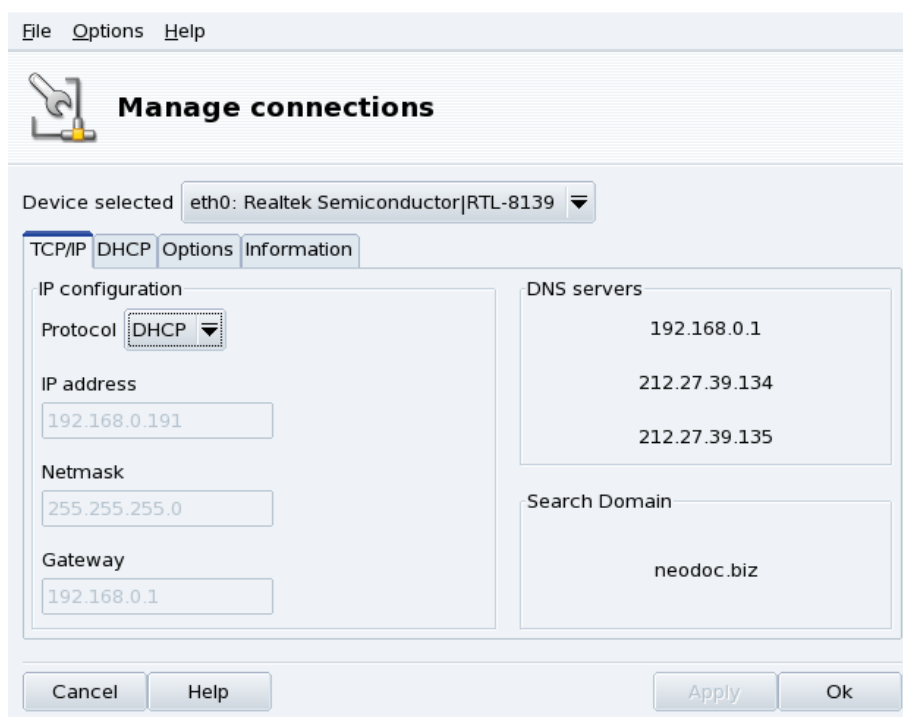 File Options Help
Manage connections
Device selected eth0: Realtek Semiconductor|RTL-8139
TCP/IP DHCP Options Information
IP configuration
Protocol DHCP
IP address
192.168.0.191
Netmask
255.255.255.0
Gateway
192.168.0.1
DNS servers
192.168.0.1
212.27.39.134
212.27.39.135
Search Domain
neodoc.biz
Cancel Help Apply Ok